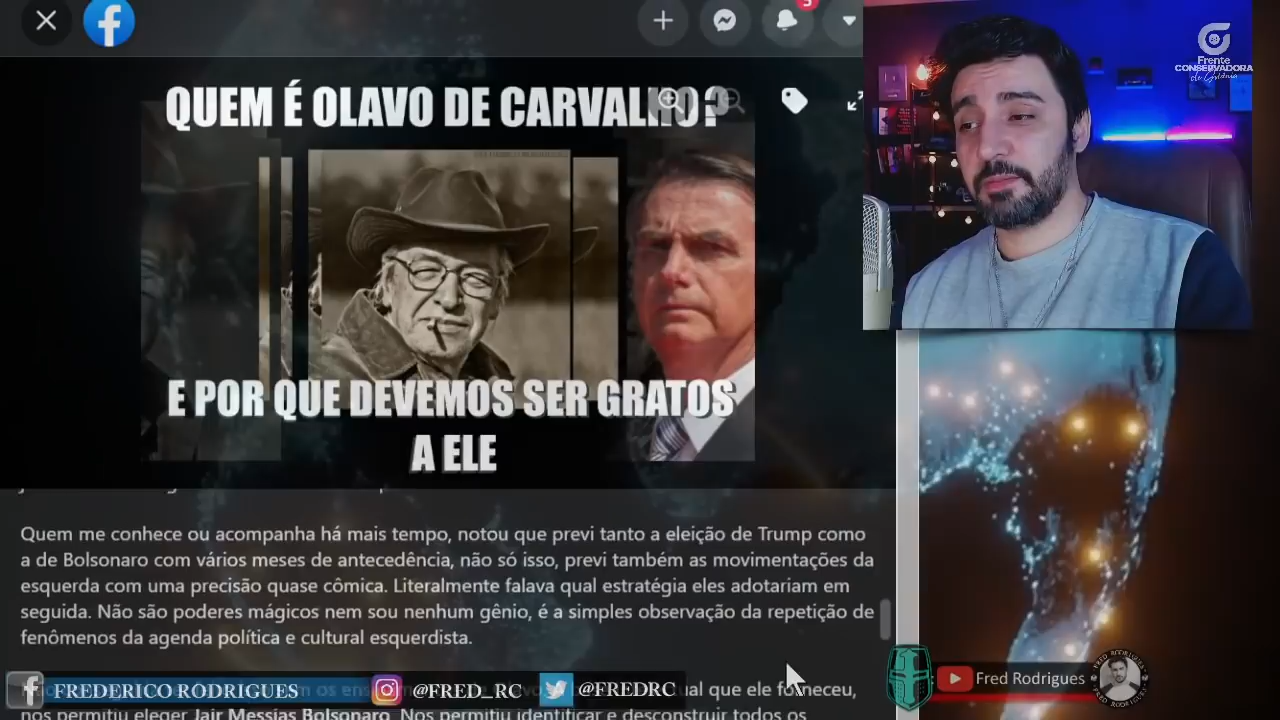 5
Frente
CONSERVADORA
de Goiânia
QUEM É OLAVO DE CARVALHO?
E POR QUE DEVEMOS SER GRATOS
A ELE
Quem me conhece ou acompanha há mais tempo, notou que previ tanto a eleição de Trump como
a de Bolsonaro com vários meses de antecedência, não só isso, previ também as movimentações da
esquerda com uma precisão quase cômica. Literalmente falava qual estratégia eles adotariam em
seguida. Não são poderes mágicos nem sou nenhum gênio, é a simples observação da repetição de
fenômenos da agenda política e cultural esquerdista.
que ele forneceu,
nos permitiu eleger Jair Messias Bolsonaro. Nos permitiu identificar e desconstruir todos os
FREDERICO RODRIGUES
@FRED_RC
@FREDRC
Fred Rodrigues
FRED RODRIGUES